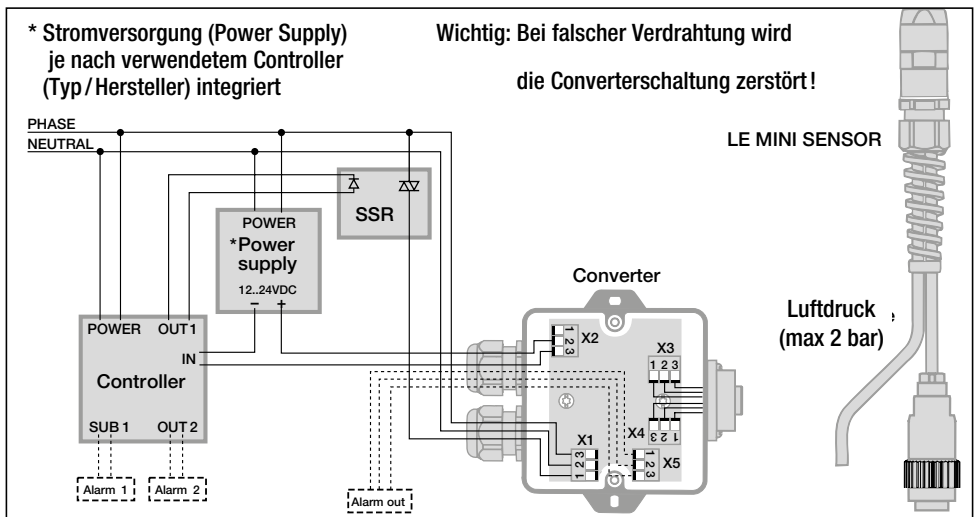 * Stromversorgung (Power Supply)
je nach verwendetem Controller
(Typ/Hersteller) integriert
Wichtig: Bei falscher Verdrahtung wird
die Converterschaltung zerstört!
PHASE
NEUTRAL
LE MINI SENSOR
SSR
POWER
*Power
supply
12..24VDC
– +
Converter
Luftdruck
(max 2 bar)
e
POWER OUT1
IN
Controller
SUB 1 OUT2
Alarm 1
Alarm 2
Alarm out
1
2
3
X2
X3
1 2 3
X4
3 2 1
X1
3
2
1
1
2
3
X5